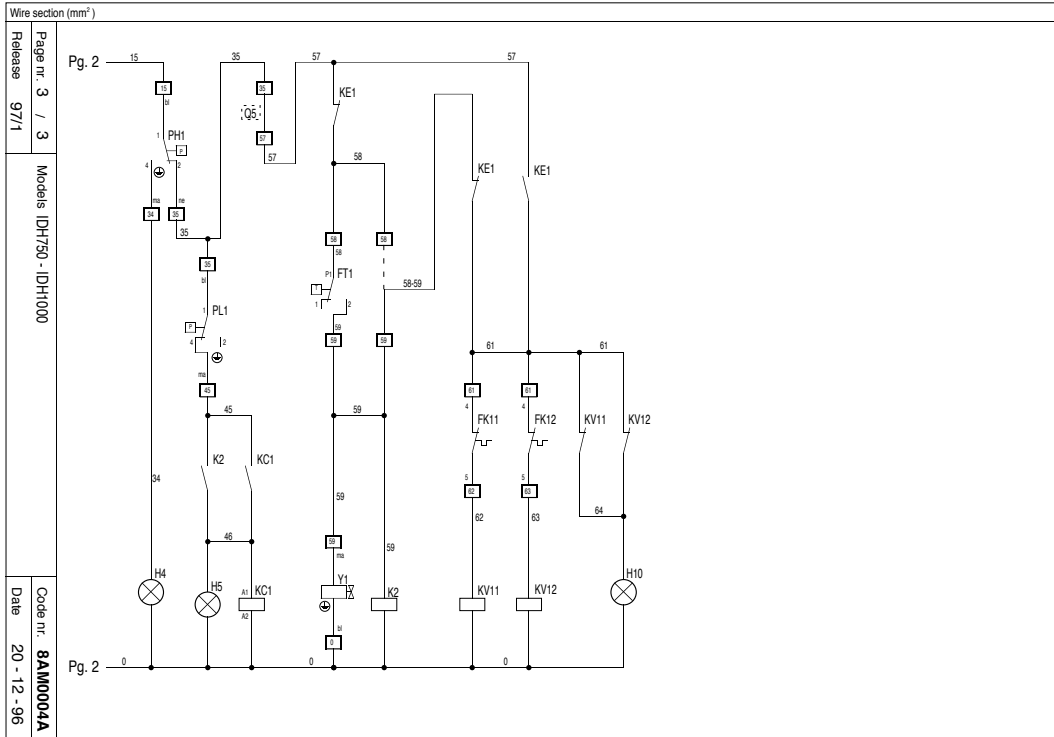 Wire section (mm²)
Page nr. 3 / 3
Release 97/1
Models IDH750 - IDH1000
Code nr. 8AM0004A
Date 20 - 12 - 96
Pg. 2
15
35
57
57
15
bl
35
Q5
57
57
KE1
58
1
PH1
P
4
2
KE1
KE1
ma
ne
34
35
35
58
58
58
35
bl
P1
FT1
T
1
2
58-59
1
PL1
P
4
2
59
59
59
61
61
ma
45
61
61
4
4
45
59
FK11
FK12
KV11
KV12
K2
KC1
34
5
5
59
62
63
64
46
62
63
59
ma
59
H4
H5
A1
KC1
A2
Y1
K2
KV11
KV12
H10
bl
0
Pg. 2
0
0
0